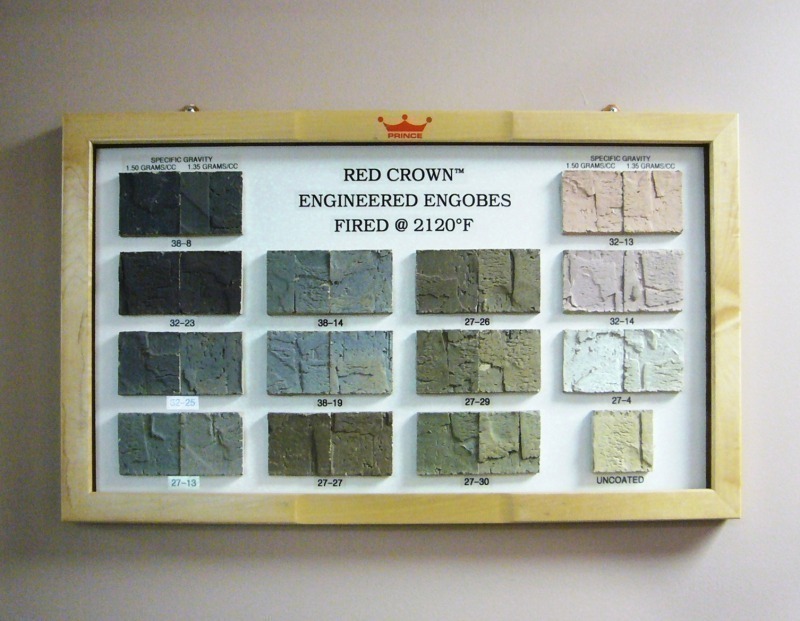 PRINCE
RED CROWN™
ENGINEERED ENGOBES
FIRED @ 2120°F
SPECIFIC GRAVITY
1.50 GRAMS/CC 1.35 GRAMS/CC
38-8
SPECIFIC GRAVITY
1.50 GRAMS/CC 1.35 GRAMS/CC
32-13
32-23
38-14
27-26
32-14
38-19
27-29
27-4
27-13
27-27
27-30
UNCOATED